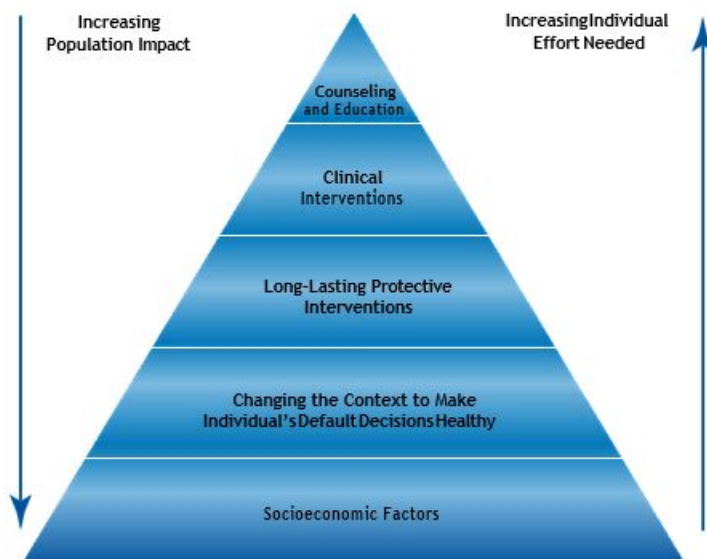 Increasing
Population Impact
IncreasingIndividual
Effort Needed
Counseling
and Education
Clinical
Interventions
Long-Lasting Protective
Interventions
Changing the Context to Make
Individual's Default Decisions Healthy
Socioeconomic Factors